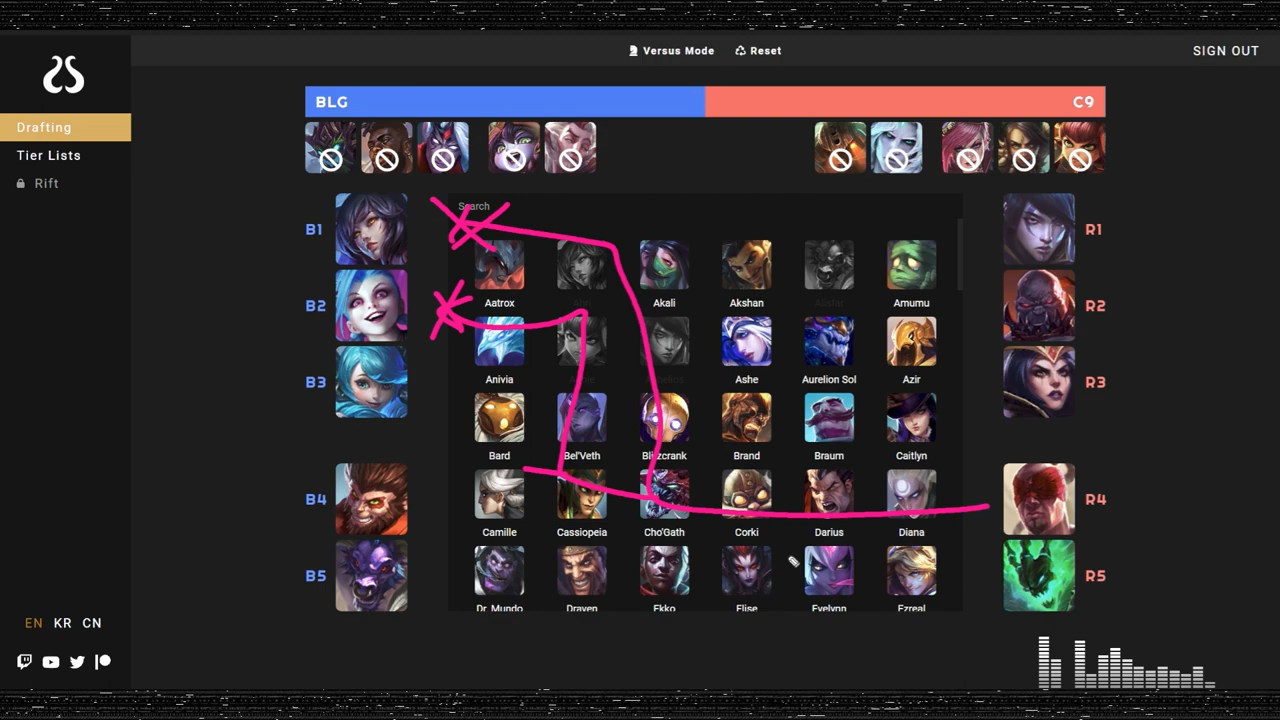 Versus Mode Reset SIGN OUT
BLG C9
Drafting
Tier Lists
Rift
Search
B1 R1
Aatrox Ahri Akali Akshan Alistar Amumu
B2 R2
Anivia Ashe Aurelion Sol Azir
B3 R3
Bard Bel'Veth Blitzcrank Brand Braum Caitlyn
B4 R4
Camille Cassiopeia Cho'Gath Corki Darius Diana
B5 R5
Dr. Mundo Draven Ekko Elise Evelynn Ezreal
EN KR CN